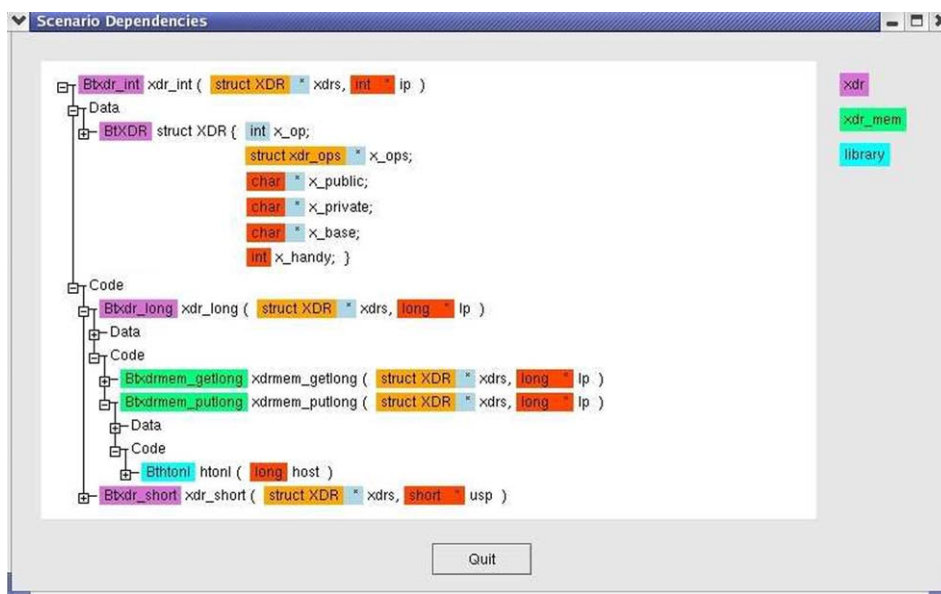 Scenario Dependencies
Btxdr_int xdr_int ( struct XDR * xdrs, int * ip )
xdr
Data
xdr_mem
BtXDR struct XDR { int x_op;
library
struct xdr_ops * x_ops;
char * x_public;
char * x_private;
char * x_base;
int x_handy; }
Code
Btxdr_long xdr_long ( struct XDR * xdrs, long * lp )
Data
Code
Btxdrmem_getlong xdrmem_getlong ( struct XDR * xdrs, long * lp )
Btxdrmem_putlong xdrmem_putlong ( struct XDR * xdrs, long * lp )
Data
Code
Bthtonl htonl ( long host )
Btxdr_short xdr_short ( struct XDR * xdrs, short * usp )
Quit